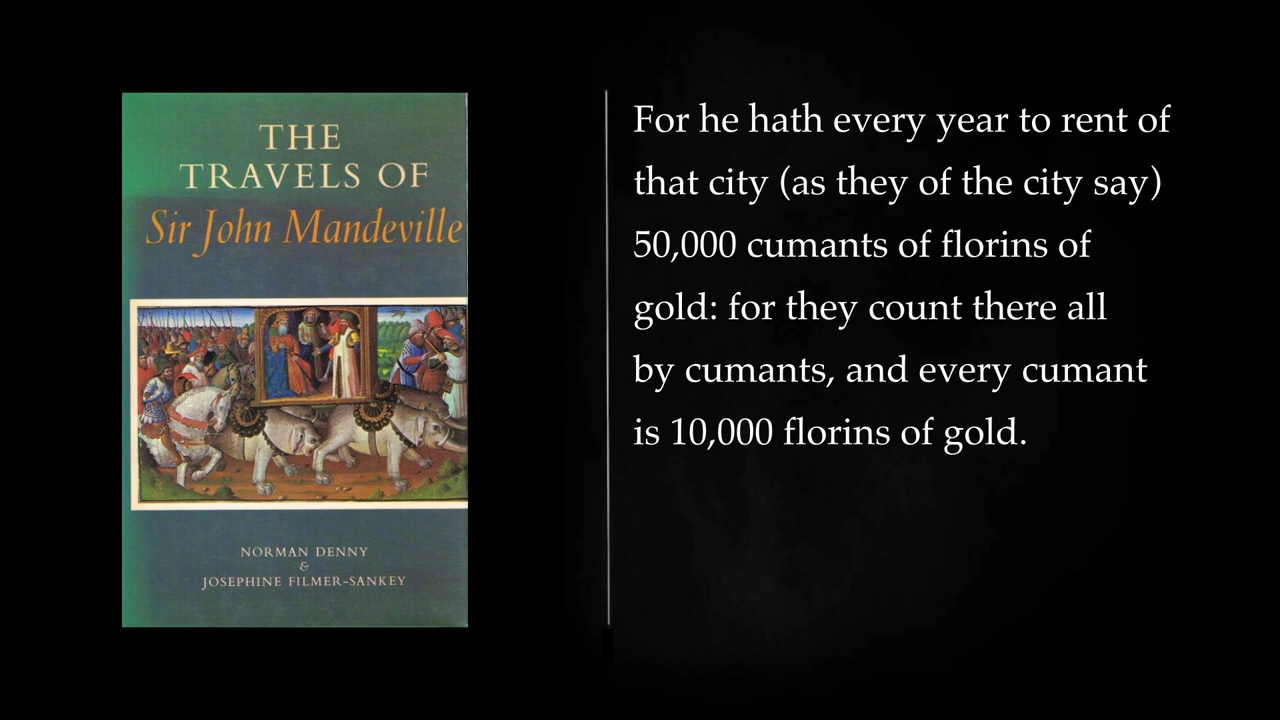 THE
TRAVELS OF
Sir John Mandeville
NORMAN DENNY
&
JOSEPHINE FILMER-SANKEY
For he hath every year to rent of
that city (as they of the city say)
50,000 cumants of florins of
gold: for they count there all
by cumants, and every cumant
is 10,000 florins of gold.